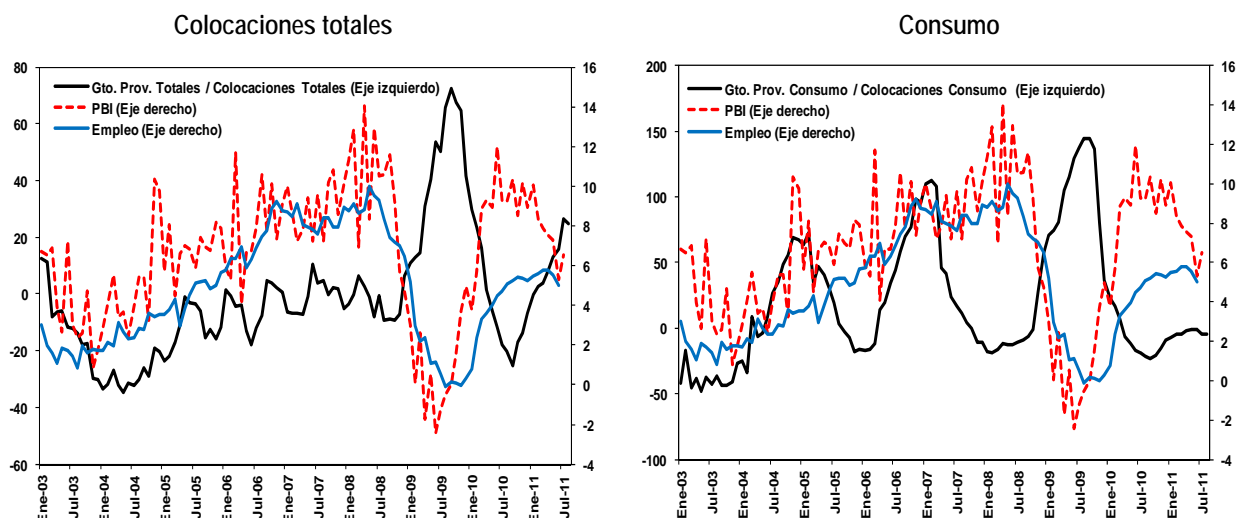 Colocaciones totales
80
60
40
20
0
-20
-40
-60
16
14
12
10
8
6
4
2
0
-2
-4
Gto. Prov. Totales / Colocaciones Totales (Eje izquierdo)
PBI (Eje derecho)
Empleo (Eje derecho)
Ene-03
Jul-03
Ene-04
Jul-04
Ene-05
Jul-05
Ene-06
Jul-06
Ene-07
Jul-07
Ene-08
Jul-08
Ene-09
Jul-09
Ene-10
Jul-10
Ene-11
Jul-11
Consumo
200
150
100
50
0
-50
-100
16
14
12
10
8
6
4
2
0
-2
-4
Gto. Prov. Consumo / Colocaciones Consumo (Eje izquierdo)
PBI (Eje derecho)
Empleo (Eje derecho)
Ene-03
Jul-03
Ene-04
Jul-04
Ene-05
Jul-05
Ene-06
Jul-06
Ene-07
Jul-07
Ene-08
Jul-08
Ene-09
Jul-09
Ene-10
Jul-10
Ene-11
Jul-11